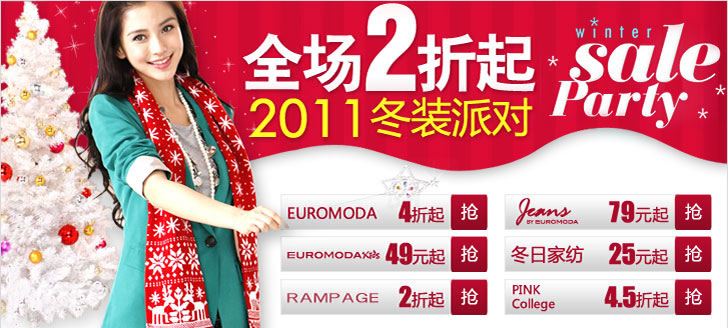 winter
sale
Party
全场2折起
2011冬装派对
EUROMODA 4折起 抢
Jeans BY EUROMODA 79元起 抢
EUROMODAKids 49元起 抢
冬日家纺 25元起 抢
RAMPAGE 2折起 抢
PINK College 4.5折起 抢